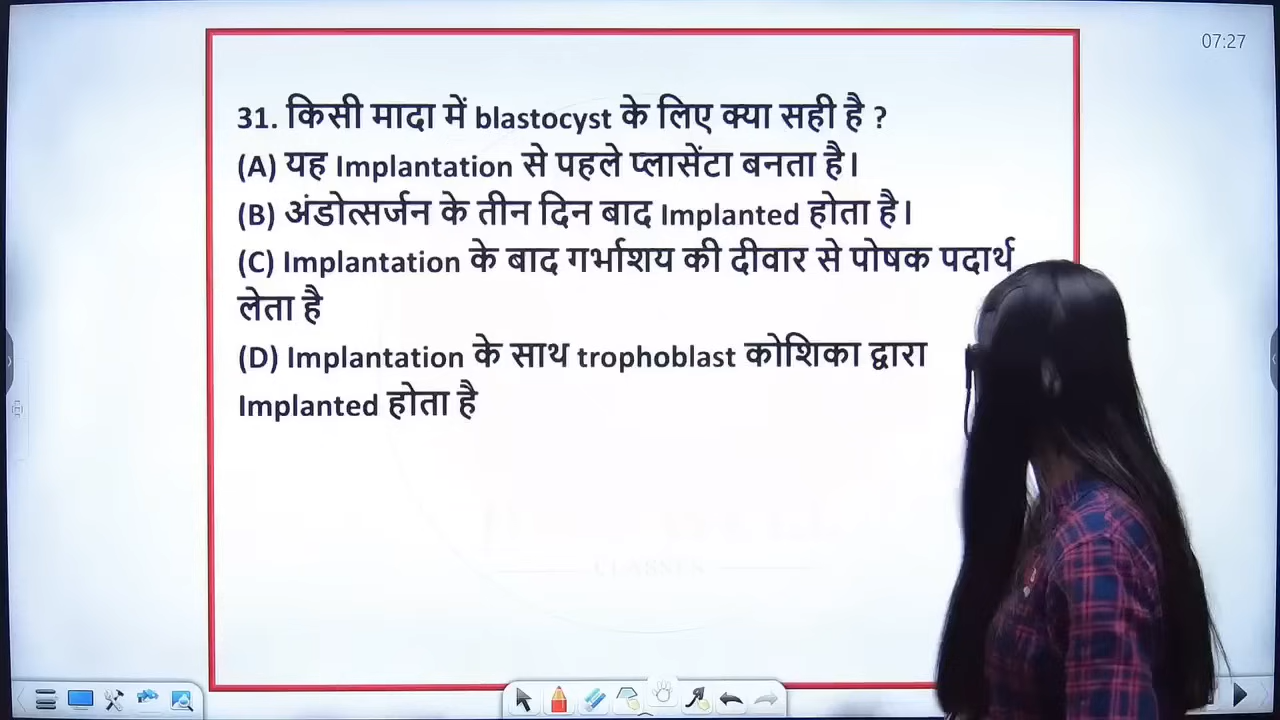 07:27
31. किसी मादा में blastocyst के लिए क्या सही है ?
(A) यह Implantation से पहले प्लासेंटा बनता है।
(B) अंडोत्सर्जन के तीन दिन बाद Implanted होता है।
(C) Implantation के बाद गर्भाशय की दीवार से पोषक पदार्थ
लेता है
(D) Implantation के साथ trophoblast कोशिका द्वारा
Implanted होता है
CLASSES